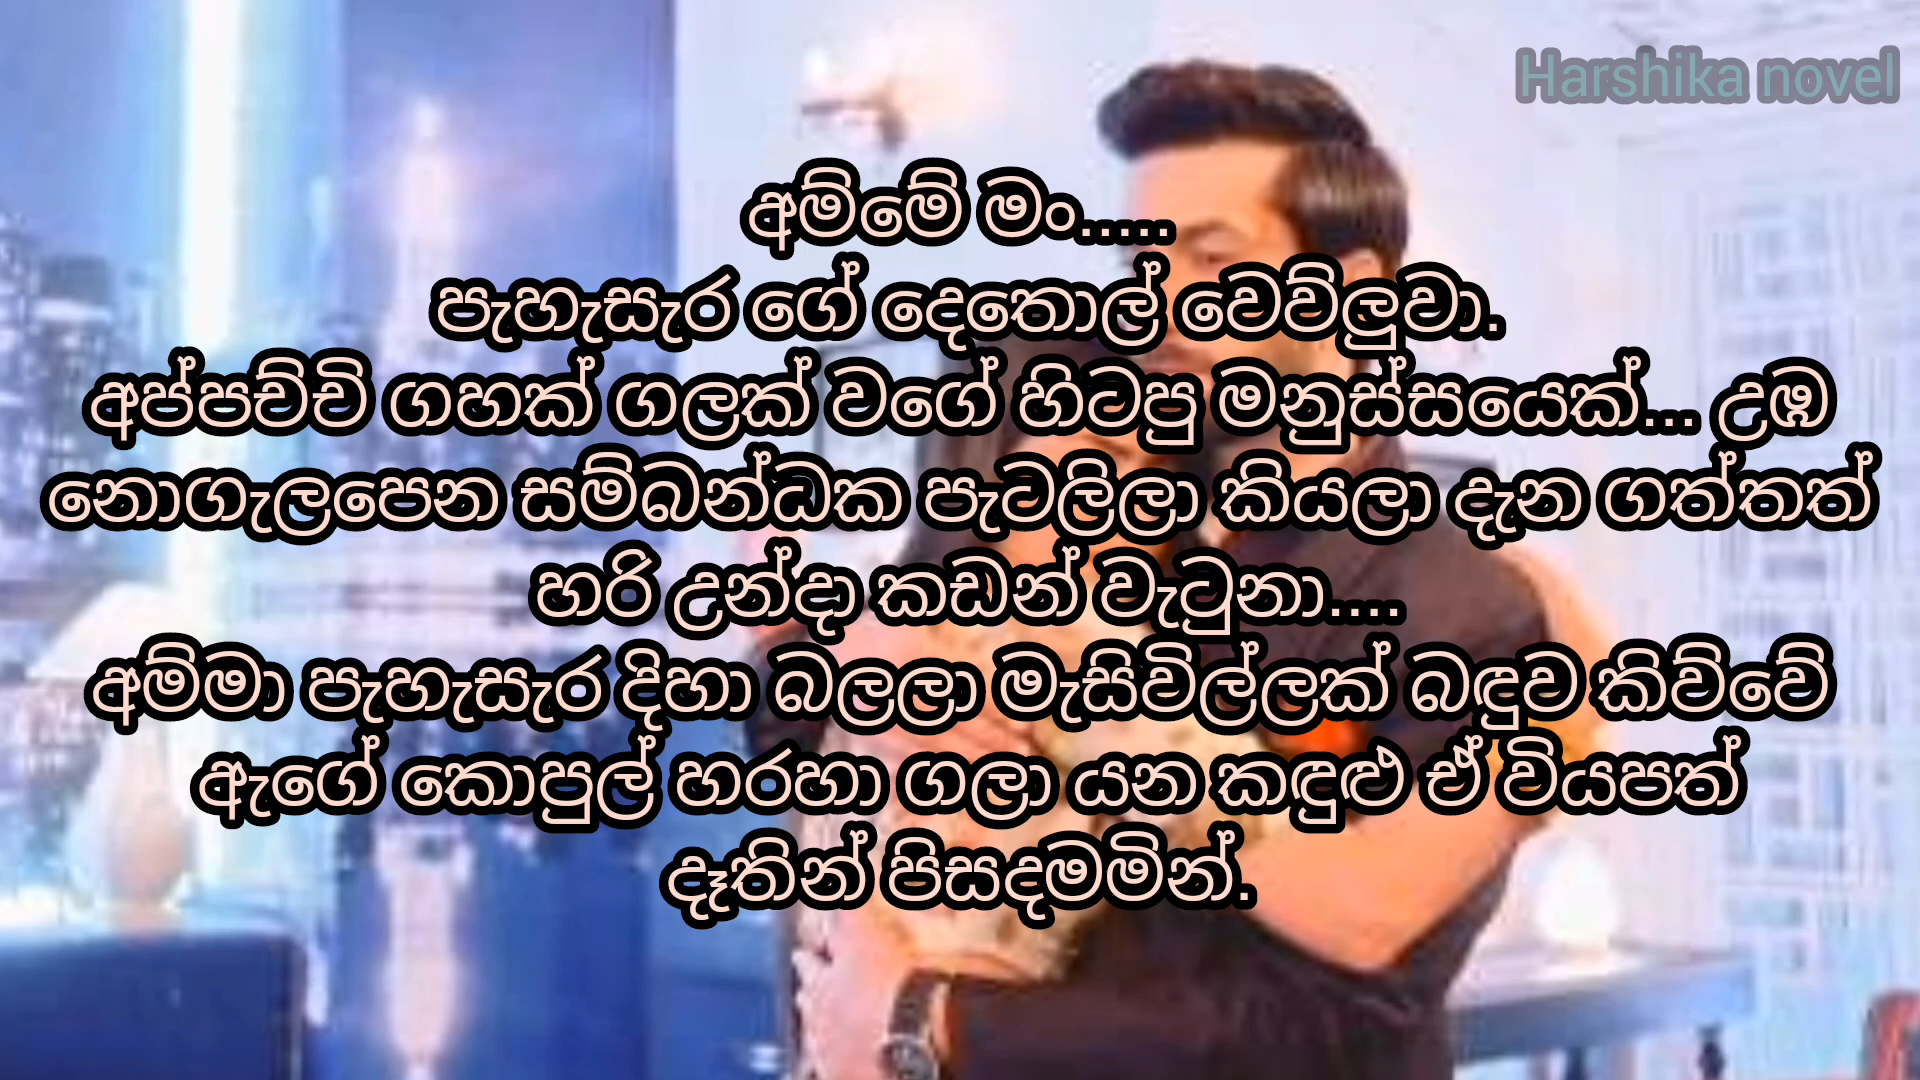 Harshika novel
අම්මේ මං.....
පැහැසැර ගේ දෙතොල් වෙව්ලුවා.
අප්පච්චි ගහක් ගලක් වගේ හිටපු මනුස්සයෙක්... උඹ
නොගැලපෙන සම්බන්ධක පැටලිලා කියලා දැන ගත්තත්
හරි උන්දා කඩන් වැටුනා....
අම්මා පැහැසැර දිහා බලලා මැසිවිල්ලක් බඳුව කිව්වේ
ඇගේ කොපුල් හරහා ගලා යන කඳුළු ඒ වියපත්
දෑතින් පිසදමමින්.